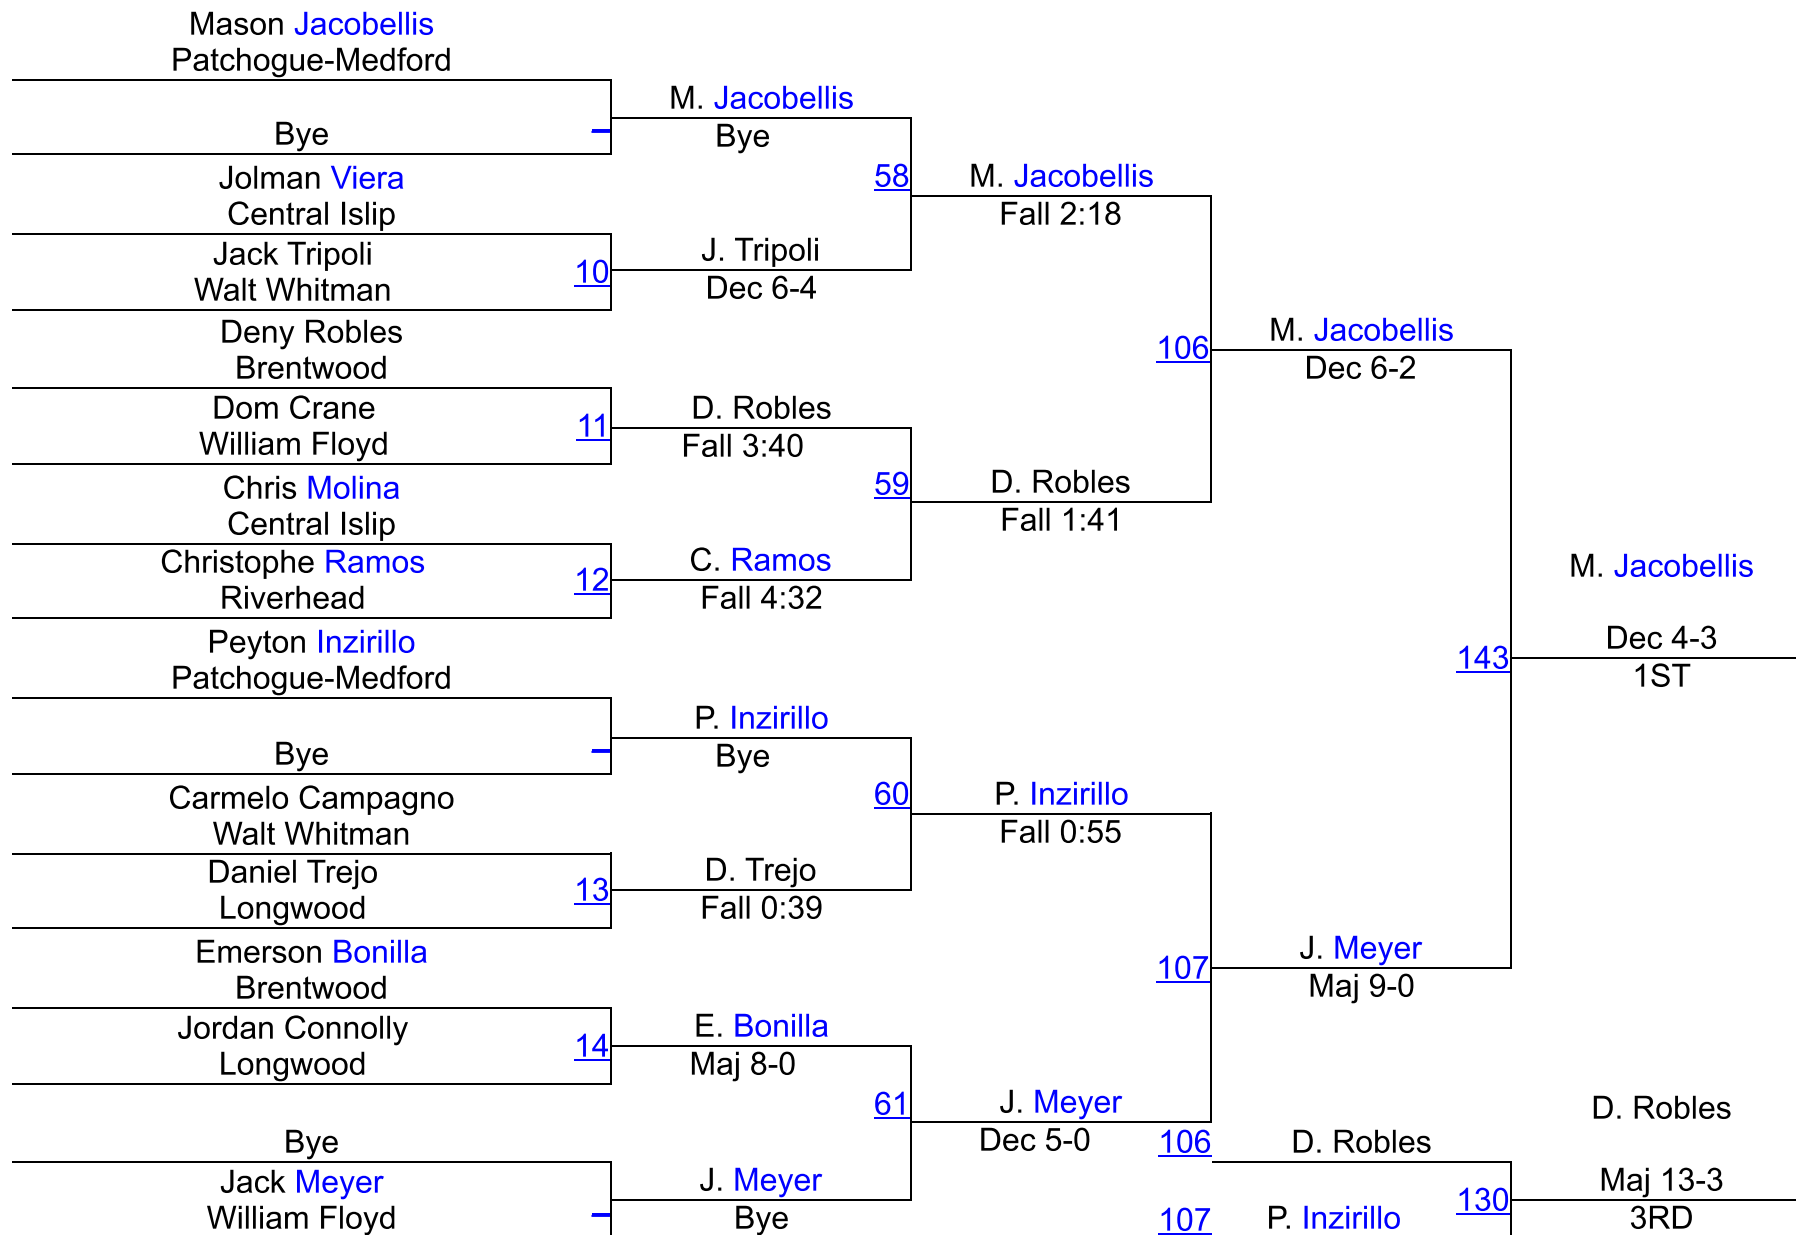 Mason Jacobellis
Patchogue-Medford
Bye
Jolman Viera
Central Islip
Jack Tripoli
Walt Whitman
10
Deny Robles
Brentwood
Dom Crane
William Floyd
11
Chris Molina
Central Islip
Christophe Ramos
Riverhead
12
Peyton Inzirillo
Patchogue-Medford
Bye
Carmelo Campagno
Walt Whitman
Daniel Trejo
Longwood
13
Emerson Bonilla
Brentwood
Jordan Connolly
Longwood
14
Bye
Jack Meyer
William Floyd
M. Jacobellis
Bye
58
J. Tripoli
Dec 6-4
D. Robles
Fall 3:40
59
C. Ramos
Fall 4:32
P. Inzirillo
Bye
60
D. Trejo
Fall 0:39
E. Bonilla
Maj 8-0
61
J. Meyer
Bye
M. Jacobellis
Fall 2:18
106
D. Robles
Fall 1:41
P. Inzirillo
Fall 0:55
107
J. Meyer
Dec 5-0
M. Jacobellis
Dec 6-2
143
J. Meyer
Maj 9-0
M. Jacobellis
Dec 4-3
1ST
106
D. Robles
107
P. Inzirillo
130
D. Robles
Maj 13-3
3RD